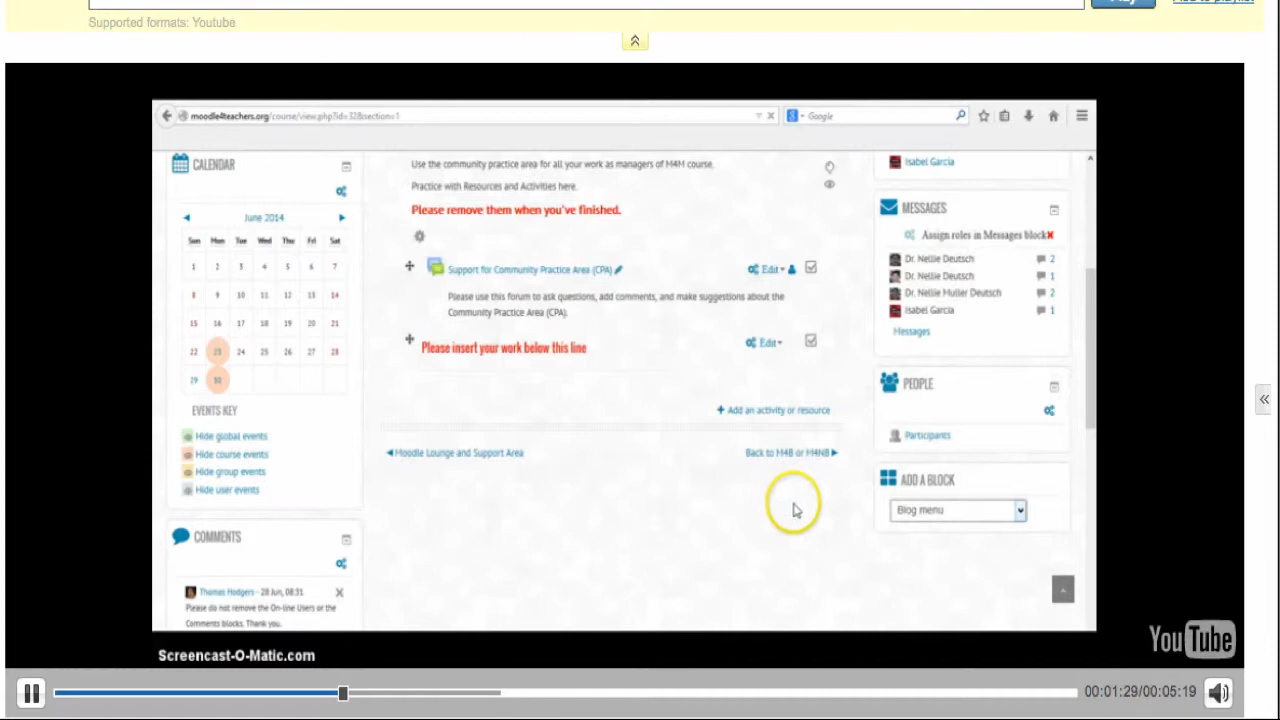 Play
Add to playlist
Supported formats: Youtube
moodle4teachers.org/course/view.php?id=32&section=1
Google
CALENDAR
June 2014
Sun Mon Tue Wed Thu Fri Sat
1 2 3 4 5 6 7
8 9 10 11 12 13 14
15 16 17 18 19 20 21
22 23 24 25 26 27 28
29 30
EVENTS KEY
Hide global events
Hide course events
Hide group events
Hide user events
COMMENTS
Thomas Hodgers - 28 Jun, 08:31
Please do not remove the On-line Users or the
Comments blocks. Thank you.
Use the community practice area for all your work as managers of M4M course.
Practice with Resources and Activities here.
Please remove them when you've finished.
Support for Community Practice Area (CPA)
Edit
Please use this forum to ask questions, add comments, and make suggestions about the
Community Practice Area (CPA).
Please insert your work below this line
Edit
Add an activity or resource
Moodle Lounge and Support Area
Back to M4B or M4NB
Isabel Garcia
MESSAGES
Assign roles in Messages block
Dr. Nellie Deutsch 2
Dr. Nellie Deutsch 1
Dr. Nellie Muller Deutsch 2
Isabel Garcia 1
Messages
PEOPLE
Participants
ADD A BLOCK
Blog menu
YouTube
Screencast-O-Matic.com
00:01:29/00:05:19